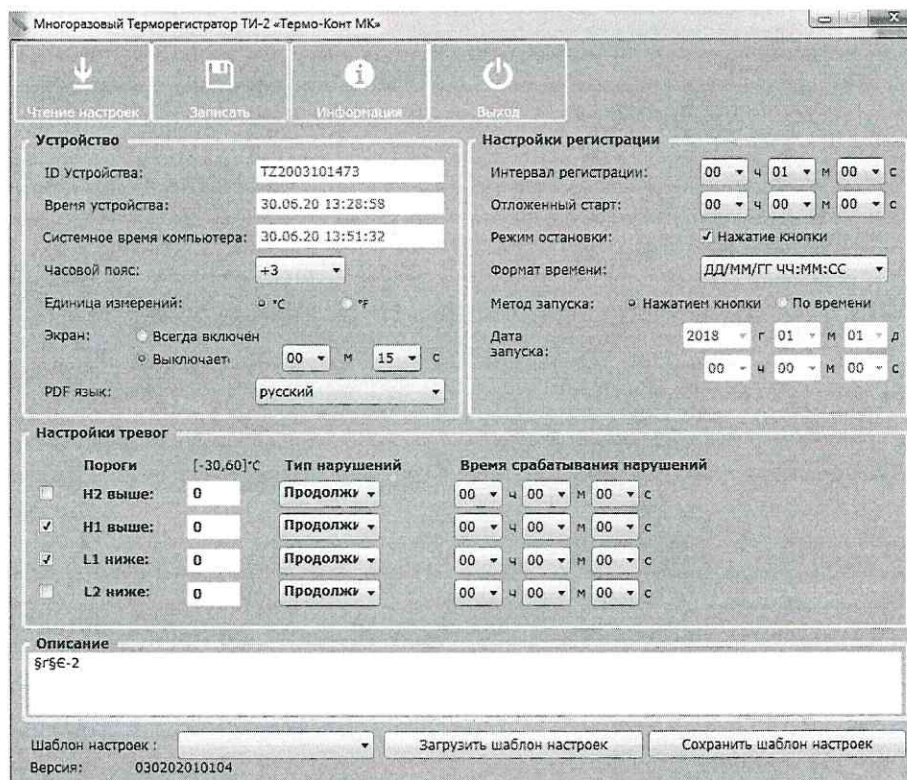 Многоразовый Терморегистратор ТИ-2 «Термо-Конт МК»
Чтение настроек Записать Информация Выход
Устройство
ID Устройства: TZ2003101473
Время устройства: 30.06.20 13:28:58
Системное время компьютера: 30.06.20 13:51:32
Часовой пояс: +3
Единица измерений: °C °F
Экран: Всегда включен
Выключаетс 00 м 15 с
PDF язык: русский
Настройки регистрации
Интервал регистрации: 00 ч 01 м 00 с
Отложенный старт: 00 ч 00 м 00 с
Режим остановки: Нажатие кнопки
Формат времени: ДД/ММ/ГГ ЧЧ:ММ:СС
Метод запуска: Нажатием кнопки По времени
Дата запуска: 2018 г 01 м 01 д
00 ч 00 м 00 с
Настройки тревог
Пороги [-30,60]°C Тип нарушений Время срабатывания нарушений
H2 выше: 0 Продолжи 00 ч 00 м 00 с
H1 выше: 0 Продолжи 00 ч 00 м 00 с
L1 ниже: 0 Продолжи 00 ч 00 м 00 с
L2 ниже: 0 Продолжи 00 ч 00 м 00 с
Описание
§ґ§Є-2
Шаблон настроек : Загрузить шаблон настроек Сохранить шаблон настроек
Версия: 030202010104